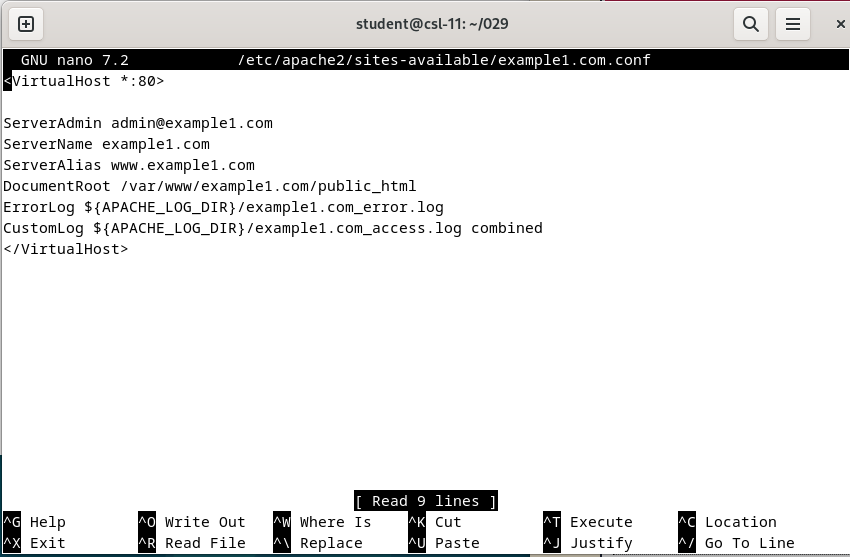 student@csl-11: ~/029
GNU nano 7.2 /etc/apache2/sites-available/example1.com.conf
<VirtualHost *:80>
ServerAdmin admin@example1.com
ServerName example1.com
ServerAlias www.example1.com
DocumentRoot /var/www/example1.com/public_html
ErrorLog ${APACHE_LOG_DIR}/example1.com_error.log
CustomLog ${APACHE_LOG_DIR}/example1.com_access.log combined
</VirtualHost>
[ Read 9 lines ]
^G Help ^O Write Out ^W Where Is ^K Cut ^T Execute ^C Location
^X Exit ^R Read File ^\ Replace ^U Paste ^J Justify ^/ Go To Line